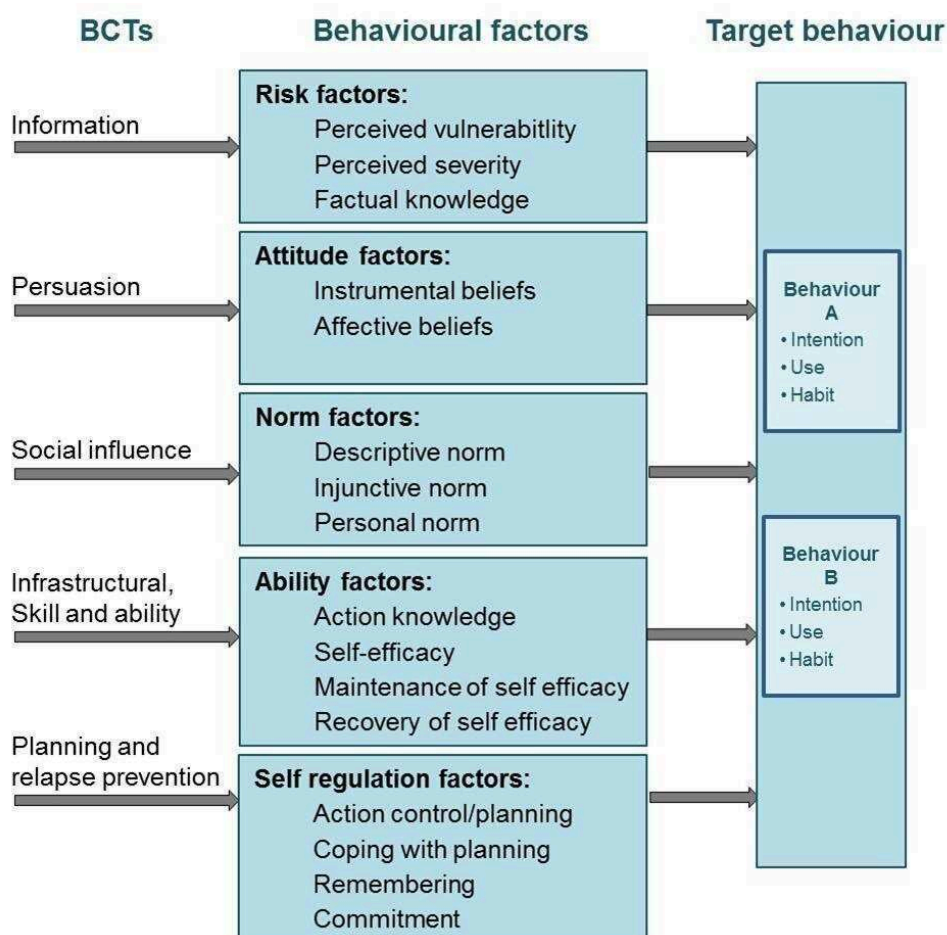 BCTs
Behavioural factors
Target behaviour
Information
Risk factors:
Perceived vulnerabitlity
Perceived severity
Factual knowledge
Persuasion
Attitude factors:
Instrumental beliefs
Affective beliefs
Social influence
Norm factors:
Descriptive norm
Injunctive norm
Personal norm
Infrastructural,
Skill and ability
Ability factors:
Action knowledge
Self-efficacy
Maintenance of self efficacy
Recovery of self efficacy
Planning and
relapse prevention
Self regulation factors:
Action control/planning
Coping with planning
Remembering
Commitment
Behaviour
A
• Intention
• Use
• Habit
Behaviour
B
• Intention
• Use
• Habit